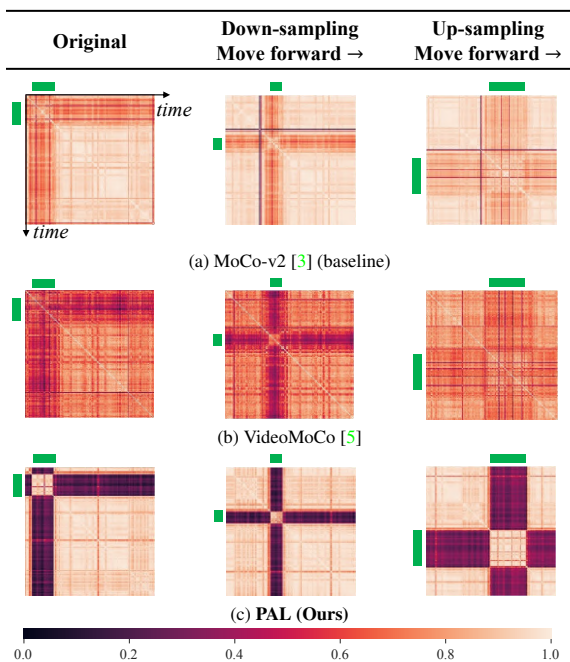 Original
Down-sampling
Move forward →
Up-sampling
Move forward →
time
time
(a) MoCo-v2 [3] (baseline)
(b) VideoMoCo [5]
(c) PAL (Ours)
0.0 0.2 0.4 0.6 0.8 1.0